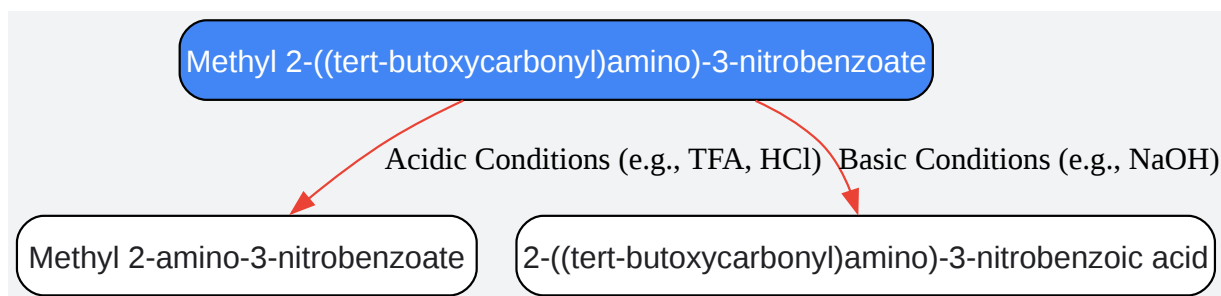 Methyl 2-((tert-butoxycarbonyl)amino)-3-nitrobenzoate
Acidic Conditions (e.g., TFA, HCl)
Basic Conditions (e.g., NaOH)
Methyl 2-amino-3-nitrobenzoate
2-((tert-butoxycarbonyl)amino)-3-nitrobenzoic acid